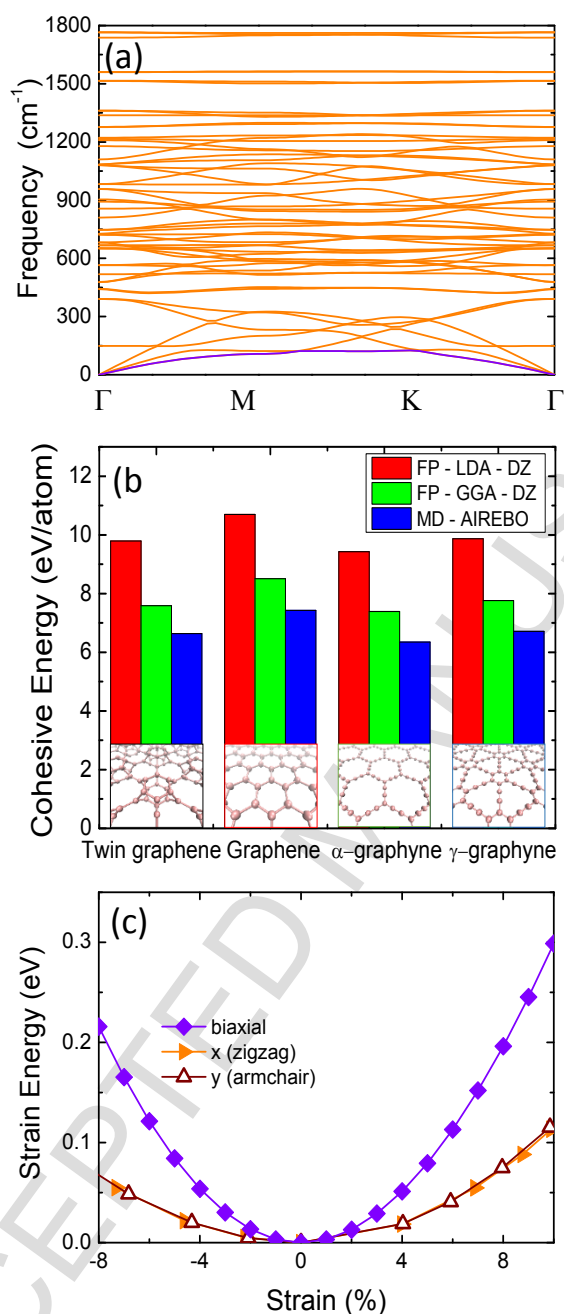 1800
(a)
1500
1200
900
600
300
0
Frequency (cm-1)
Γ M K Γ
(b)
FP - LDA - DZ
FP - GGA - DZ
MD - AIREBO
12
10
8
6
4
2
0
Cohesive Energy (eV/atom)
Twin graphene Graphene α-graphyne γ-graphyne
(c)
0.3
0.2
0.1
0.0
Strain Energy (eV)
biaxial
x (zigzag)
y (armchair)
-8 -4 0 4 8
Strain (%)
CEPTED MANUS